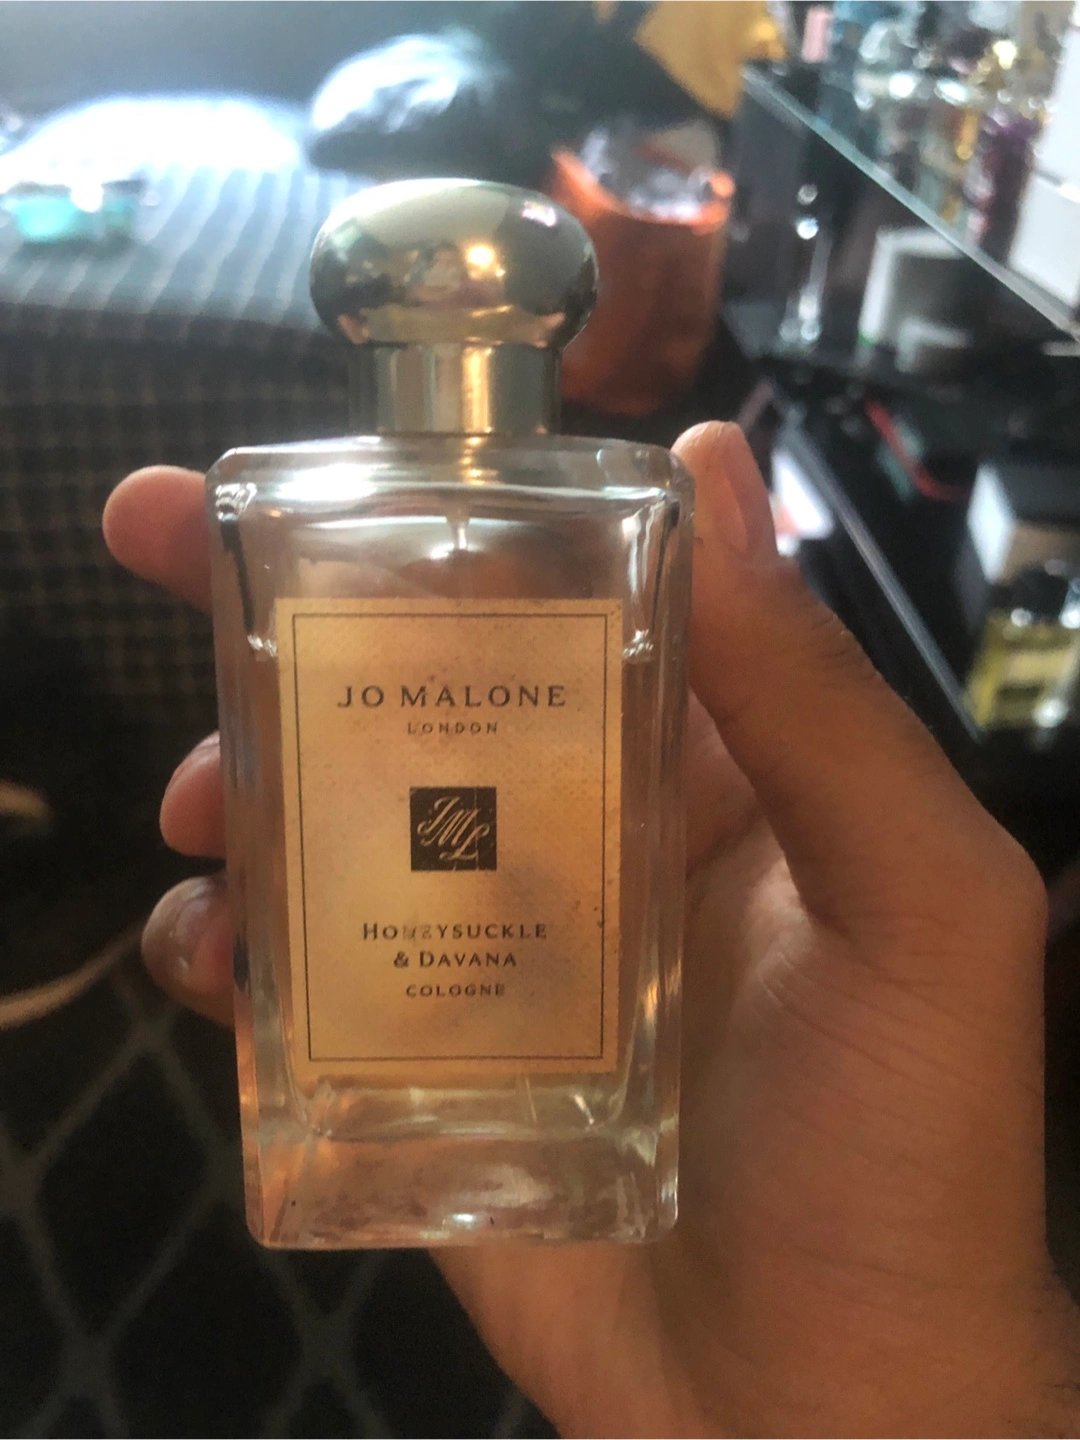 JO MALONE
LONDON
JML
HONEYSUCKLE
& DAVANA
COLOGNE